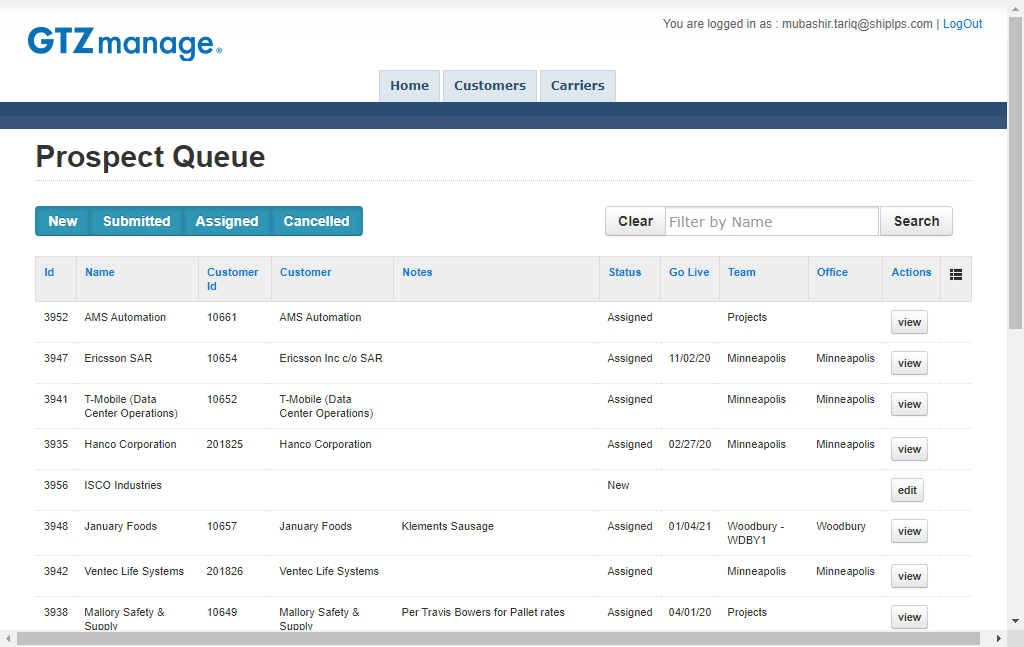 You are logged in as : mubashir.tariq@shiplps.com | LogOut
GTZmanage®
Home Customers Carriers
Prospect Queue
New Submitted Assigned Cancelled Clear Filter by Name Search
Id Name Customer Id Customer Notes Status Go Live Team Office Actions
3952 AMS Automation 10661 AMS Automation Assigned Projects view
3947 Ericsson SAR 10654 Ericsson Inc c/o SAR Assigned 11/02/20 Minneapolis Minneapolis view
3941 T-Mobile (Data Center Operations) 10652 T-Mobile (Data Center Operations) Assigned Minneapolis Minneapolis view
3935 Hanco Corporation 201825 Hanco Corporation Assigned 02/27/20 Minneapolis Minneapolis view
3956 ISCO Industries New edit
3948 January Foods 10657 January Foods Klements Sausage Assigned 01/04/21 Woodbury - WDBY1 Woodbury view
3942 Ventec Life Systems 201826 Ventec Life Systems Assigned Minneapolis Minneapolis view
3938 Mallory Safety & Supply 10649 Mallory Safety & Supply Per Travis Bowers for Pallet rates Assigned 04/01/20 Projects view